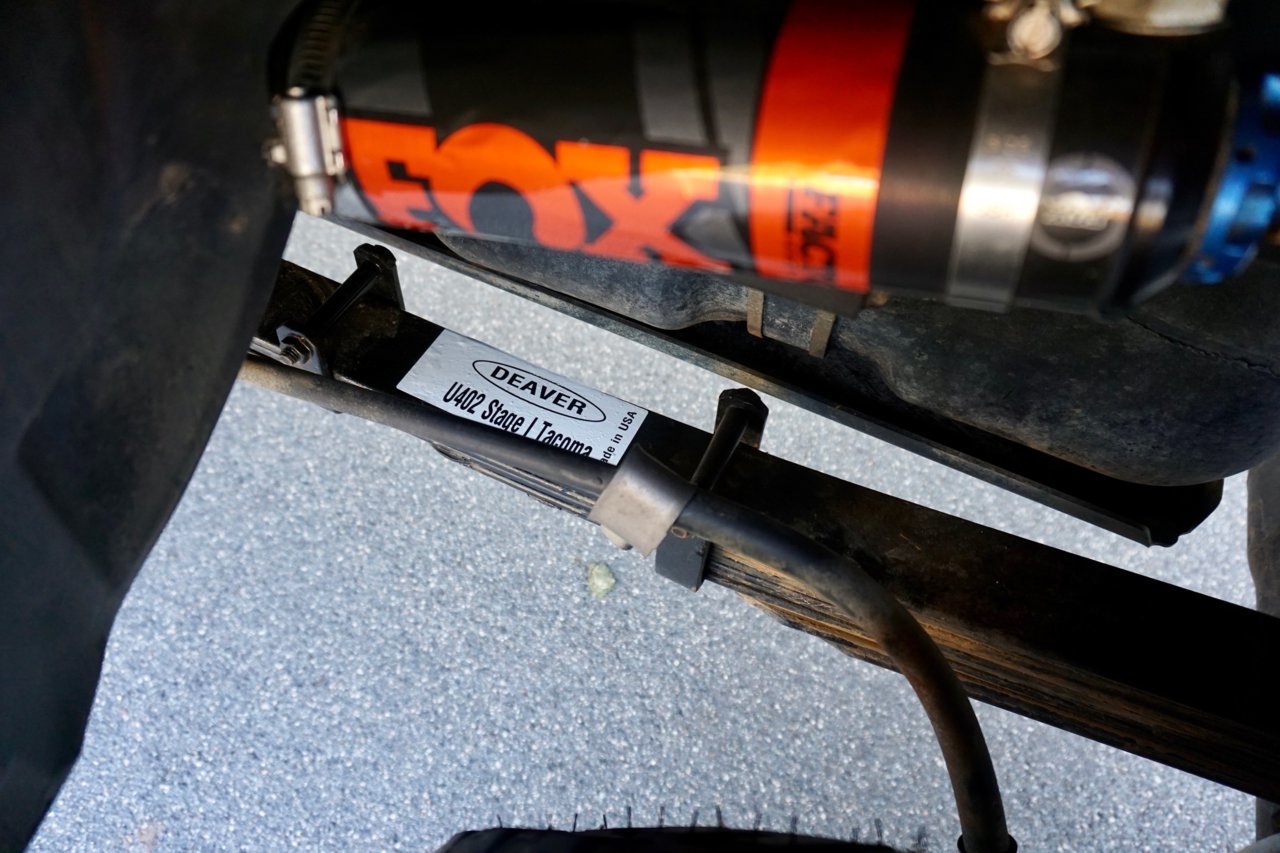 FOX
DEAVER
U402 Stage I Tacoma
ade in USA